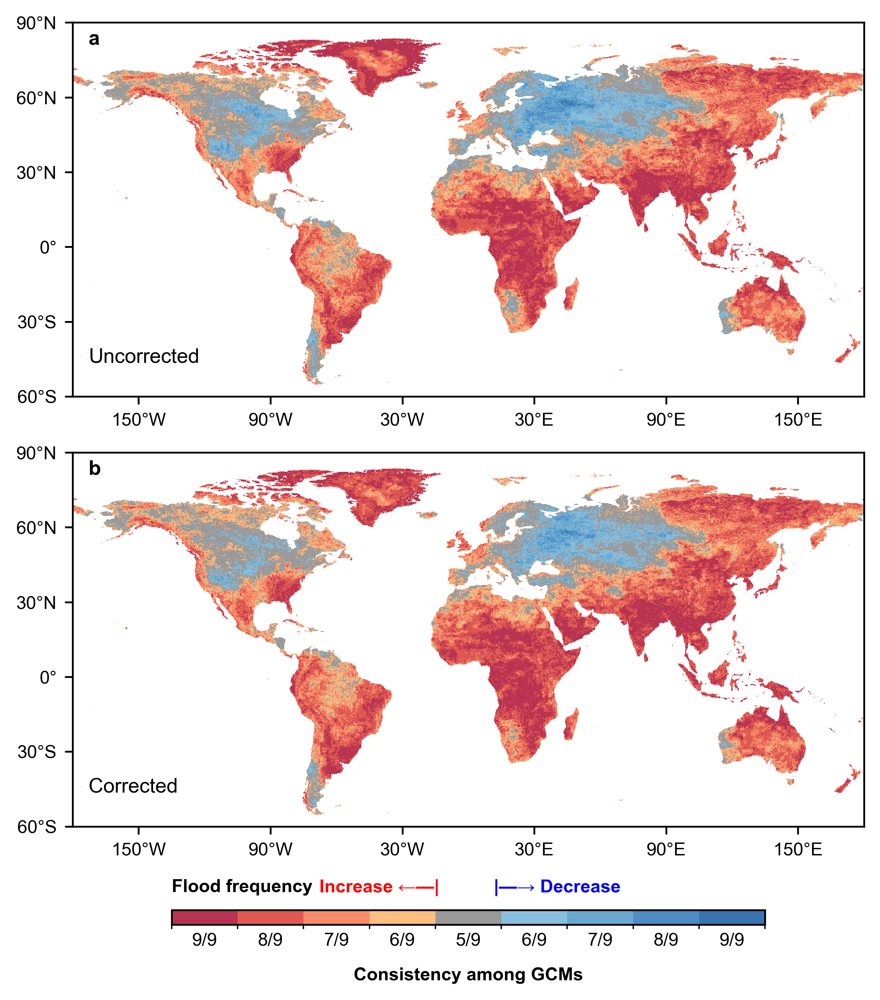 90°N
a
60°N
30°N
0°
30°S
Uncorrected
60°S
150°W 90°W 30°W 30°E 90°E 150°E
90°N
b
60°N
30°N
0°
30°S
Corrected
60°S
150°W 90°W 30°W 30°E 90°E 150°E
Flood frequency Increase ←—| |—→ Decrease
9/9 8/9 7/9 6/9 5/9 6/9 7/9 8/9 9/9
Consistency among GCMs